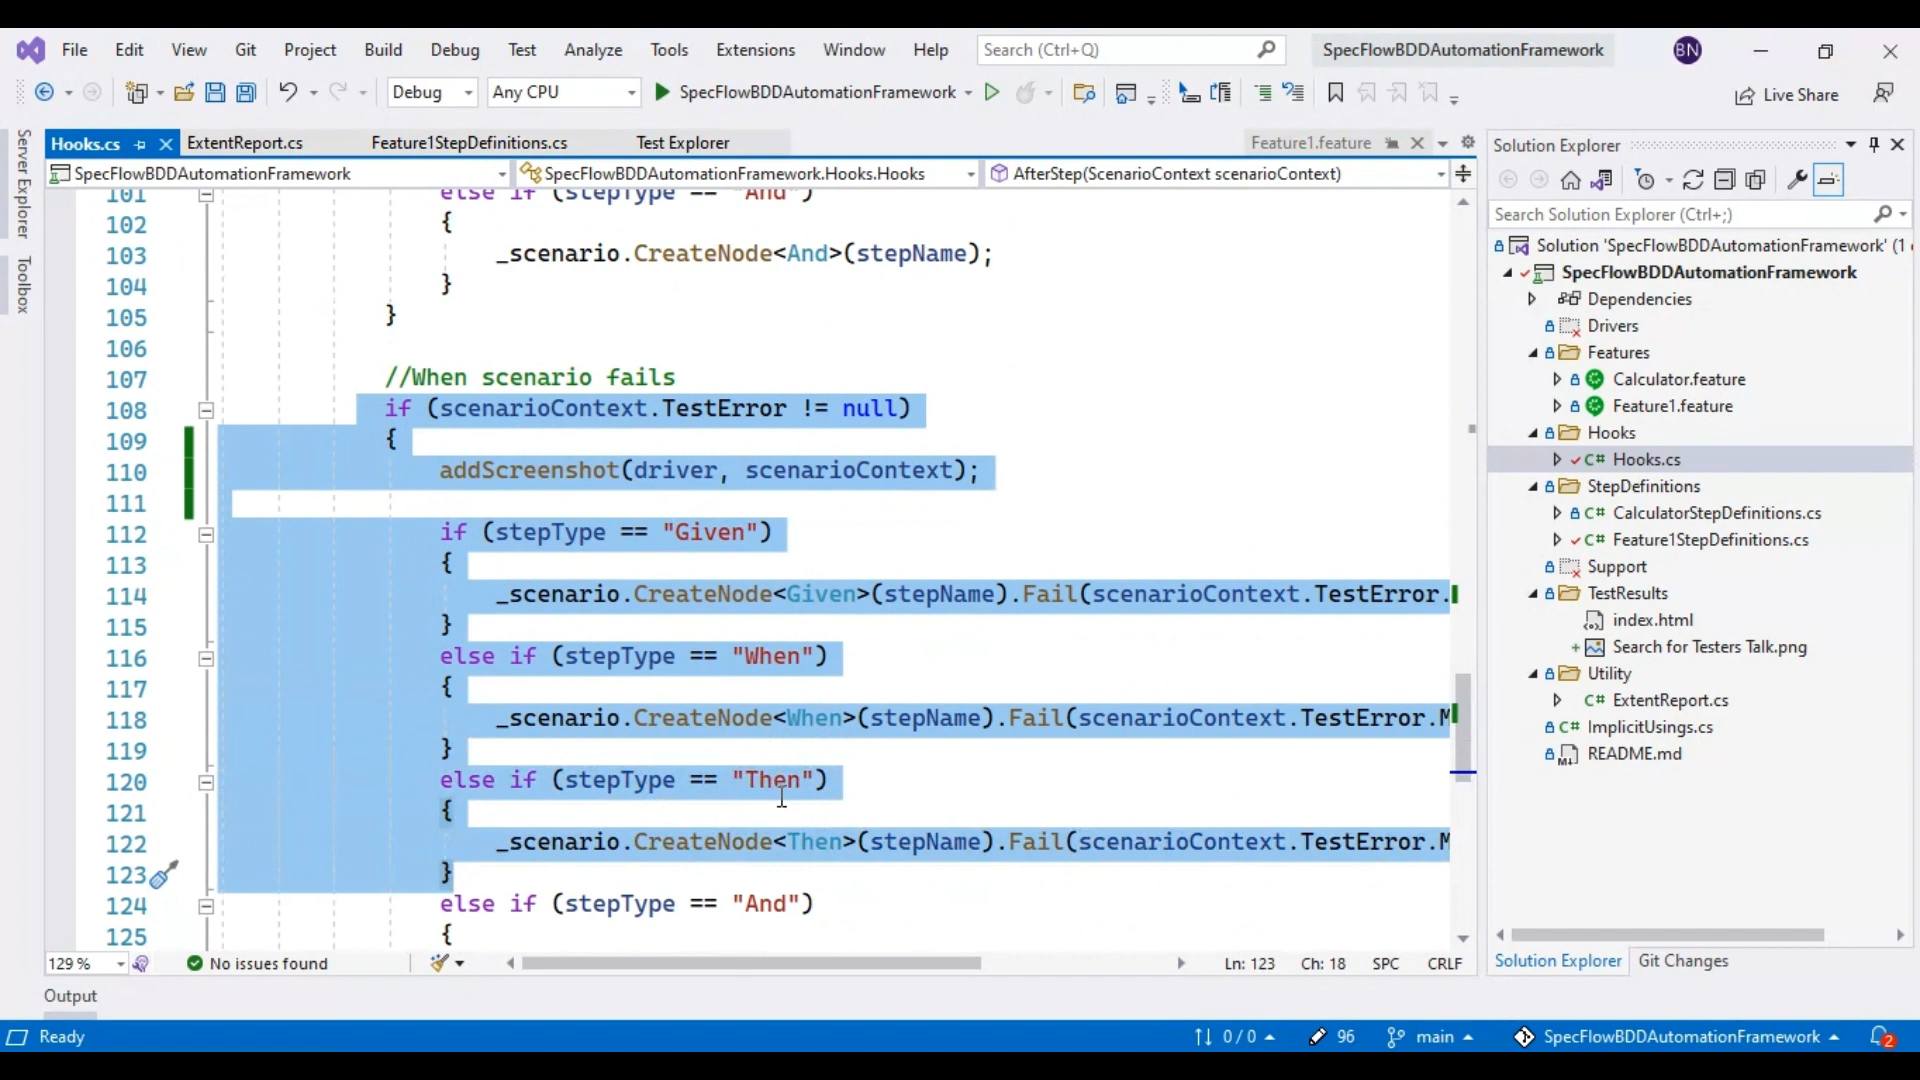 File Edit View Git Project Build Debug Test Analyze Tools Extensions Window Help Search (Ctrl+Q) SpecFlowBDDAutomationFramework BN
Debug Any CPU SpecFlowBDDAutomationFramework Live Share
Server Explorer
Toolbox
Hooks.cs ExtentReport.cs Feature1StepDefinitions.cs Test Explorer Feature1.feature
SpecFlowBDDAutomationFramework SpecFlowBDDAutomationFramework.Hooks.Hooks AfterStep(ScenarioContext scenarioContext)
101 else if (stepType == "And")
102 {
103 _scenario.CreateNode<And>(stepName);
104 }
105 }
106
107 //When scenario fails
108 if (scenarioContext.TestError != null)
109 {
110 addScreenshot(driver, scenarioContext);
111
112 if (stepType == "Given")
113 {
114 _scenario.CreateNode<Given>(stepName).Fail(scenarioContext.TestError.
115 }
116 else if (stepType == "When")
117 {
118 _scenario.CreateNode<When>(stepName).Fail(scenarioContext.TestError.M
119 }
120 else if (stepType == "Then")
121 {
122 _scenario.CreateNode<Then>(stepName).Fail(scenarioContext.TestError.M
123 }
124 else if (stepType == "And")
125 {
129 % No issues found Ln: 123 Ch: 18 SPC CRLF
Solution Explorer
Search Solution Explorer (Ctrl+;)
Solution 'SpecFlowBDDAutomationFramework' (1
SpecFlowBDDAutomationFramework
Dependencies
Drivers
Features
Calculator.feature
Feature1.feature
Hooks
C# Hooks.cs
StepDefinitions
C# CalculatorStepDefinitions.cs
C# Feature1StepDefinitions.cs
Support
TestResults
index.html
Search for Testers Talk.png
Utility
C# ExtentReport.cs
C# ImplicitUsings.cs
README.md
Solution Explorer Git Changes
Output
Ready 0 / 0 96 main SpecFlowBDDAutomationFramework 2